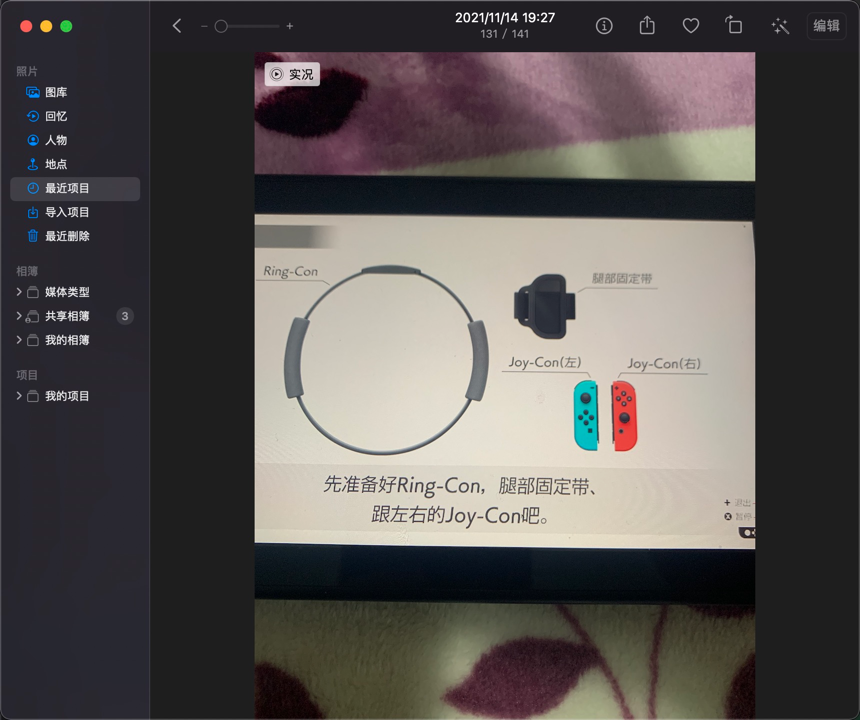 2021/11/14 19:27
131 / 141
编辑
照片
图库
回忆
人物
地点
最近项目
导入项目
最近删除
相簿
媒体类型
共享相簿
3
我的相簿
项目
我的项目
实况
Ring-Con
腿部固定带
Joy-Con(左)
Joy-Con(右)
先准备好Ring-Con，腿部固定带、
跟左右的Joy-Con吧。
退出
暂停